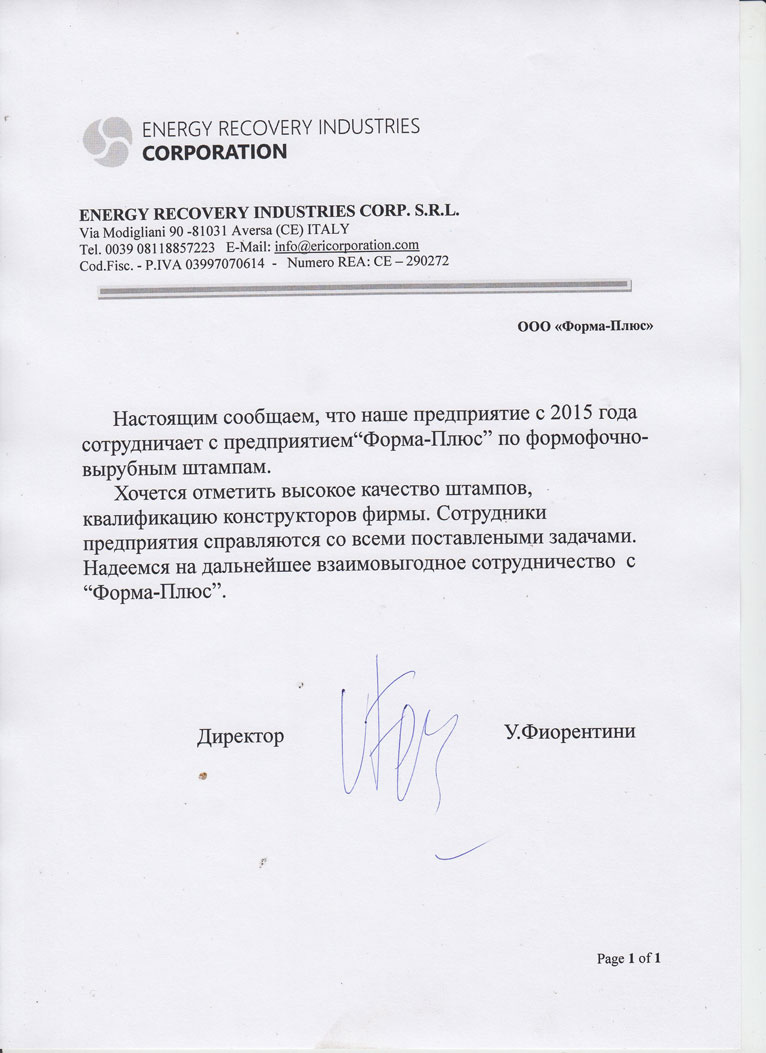 ENERGY RECOVERY INDUSTRIES
CORPORATION
ENERGY RECOVERY INDUSTRIES CORP. S.R.L.
Via Modigliani 90 -81031 Aversa (CE) ITALY
Tel. 0039 08118857223 E-Mail: info@ericorporation.com
Cod.Fisc. - P.IVA 03997070614 - Numero REA: CE – 290272
ООО «Форма-Плюс»
Настоящим сообщаем, что наше предприятие с 2015 года
сотрудничает с предприятием“Форма-Плюс” по формофочно-
вырубным штампам.
Хочется отметить высокое качество штампов,
квалификацию конструкторов фирмы. Сотрудники
предприятия справляются со всеми поставлеными задачами.
Надеемся на дальнейшее взаимовыгодное сотрудничество с
“Форма-Плюс”.
Директор
У.Фиорентини
Page 1 of 1